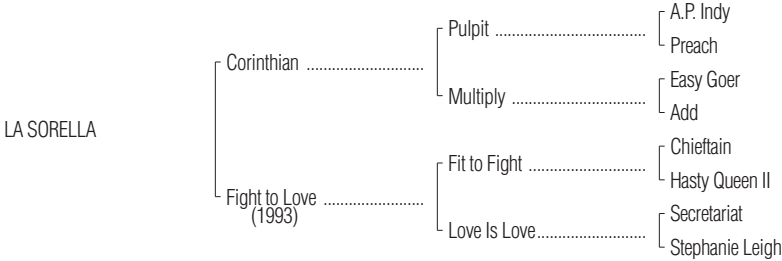 A.P. Indy
Pulpit ....................................
Preach
Corinthian ............................
Easy Goer
Multiply ................................
Add
LA SORELLA
Chieftain
Fit to Fight ............................
Hasty Queen II
Fight to Love ........................
(1993)
Secretariat
Love Is Love..........................
Stephanie Leigh